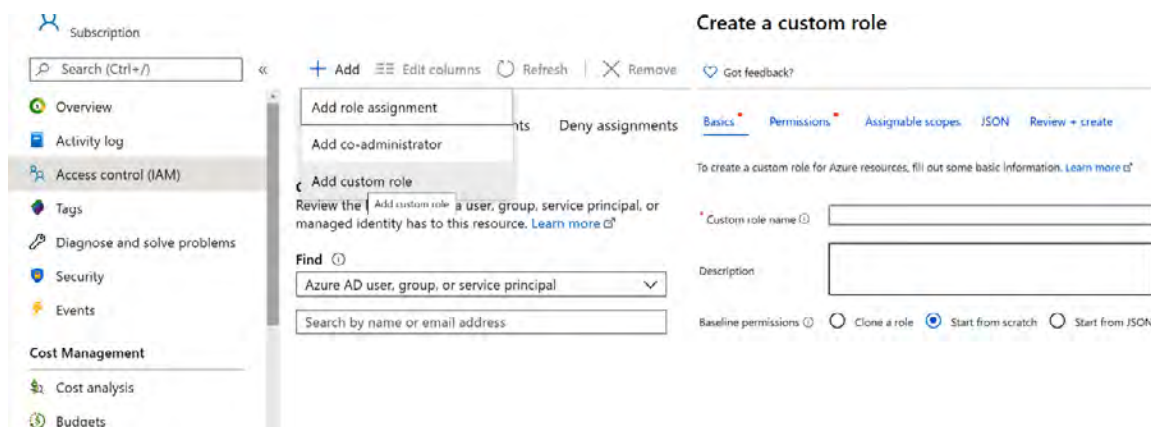 Subscription
Search (Ctrl+/)
«
Overview
Activity log
Access control (IAM)
Tags
Diagnose and solve problems
Security
Events
Cost Management
Cost analysis
Budgets
+ Add
Edit columns
Refresh
Remove
Add role assignment
Add co-administrator
Add custom role
Add custom role
nts
Deny assignments
Review the
a user, group, service principal, or
managed identity has to this resource. Learn more
Find
Azure AD user, group, or service principal
Search by name or email address
Create a custom role
Got feedback?
Basics *
Permissions *
Assignable scopes
JSON
Review + create
To create a custom role for Azure resources, fill out some basic information. Learn more
* Custom role name
Description
Baseline permissions
Clone a role
Start from scratch
Start from JSON